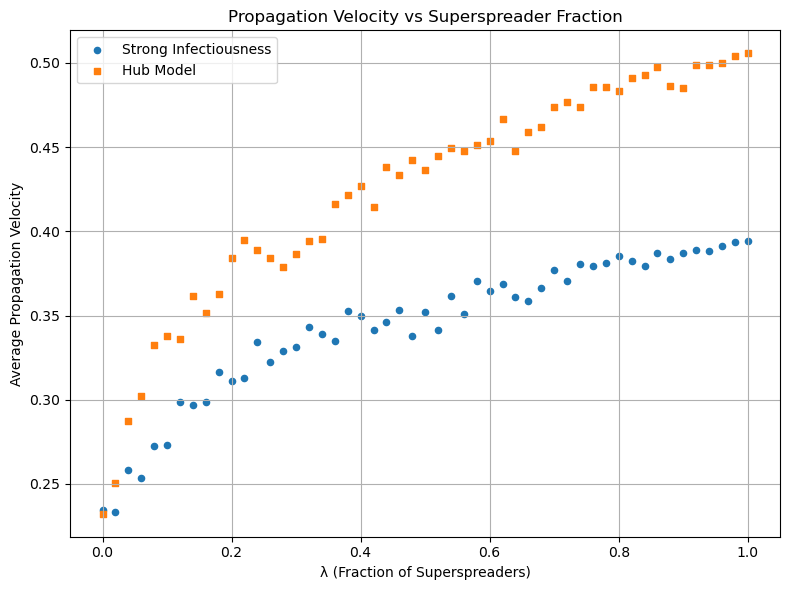 Propagation Velocity vs Superspreader Fraction
Strong Infectiousness
Hub Model
Average Propagation Velocity
0.50
0.45
0.40
0.35
0.30
0.25
0.0 0.2 0.4 0.6 0.8 1.0
λ (Fraction of Superspreaders)